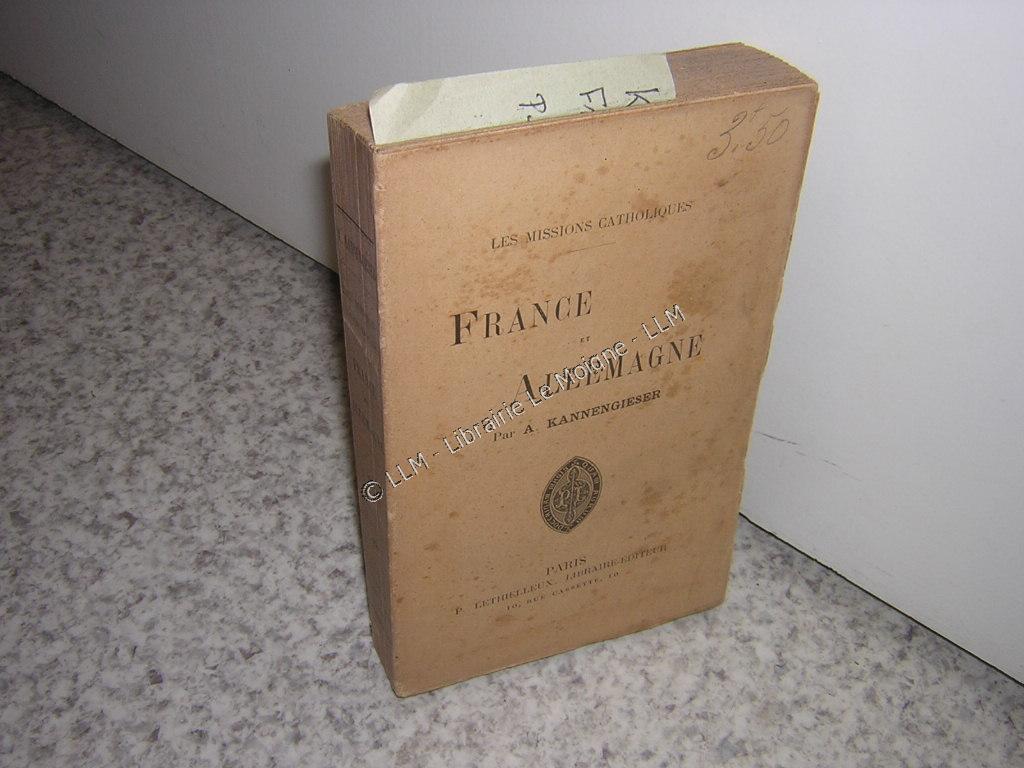 K
F
P.
3f,50
LES MISSIONS CATHOLIQUES
FRANCE
ET
ALLEMAGNE
Par A. KANNENGIESER
PARIS
P. LETHIELLEUX, LIBRAIRE-ÉDITEUR
10, RUE CASSETTE, 10
© LLM - Librairie Le Moigne - LLM